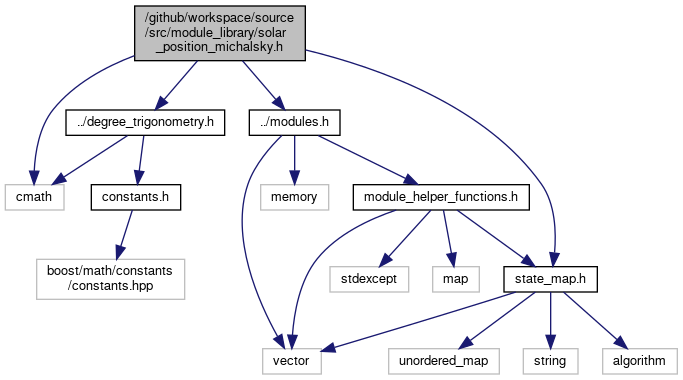 /github/workspace/source
/src/module_library/solar
_position_michalsky.h
../degree_trigonometry.h
../modules.h
cmath
constants.h
memory
module_helper_functions.h
boost/math/constants
/constants.hpp
stdexcept
map
state_map.h
vector
unordered_map
string
algorithm